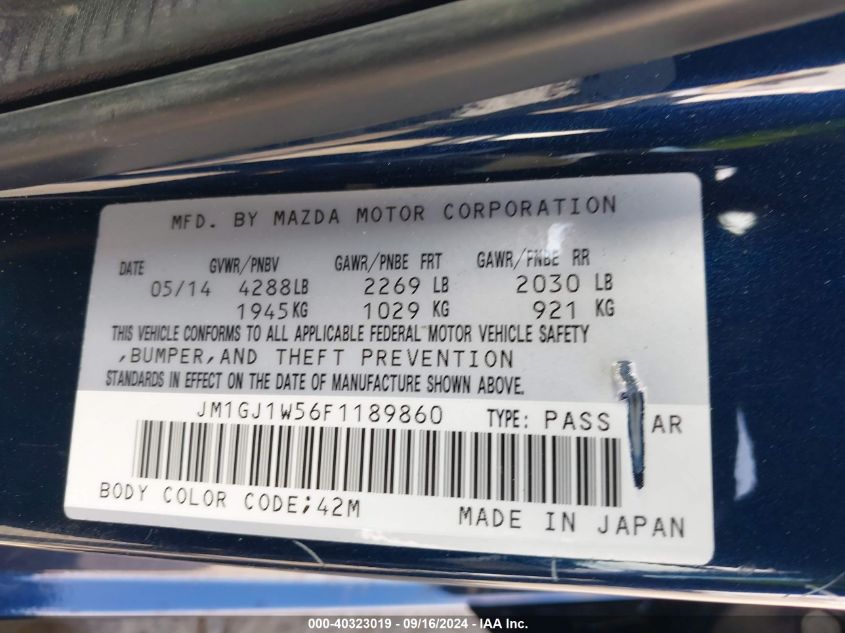 MFD. BY MAZDA MOTOR CORPORATION
DATE GVWR/PNBV GAWR/PNBE FRT GAWR/PNBE RR
05/14 4288LB 2269 LB 2030 LB
1945KG 1029 KG 921 KG
THIS VEHICLE CONFORMS TO ALL APPLICABLE FEDERAL MOTOR VEHICLE SAFETY
,BUMPER,AND THEFT PREVENTION
STANDARDS IN EFFECT ON THE DATE OF MANUFACTURE SHOWN ABOVE.
JM1GJ1W56F1189860 TYPE: PASS AR
BODY COLOR CODE;42M
MADE IN JAPAN
000-40323019 - 09/16/2024 - IAA Inc.